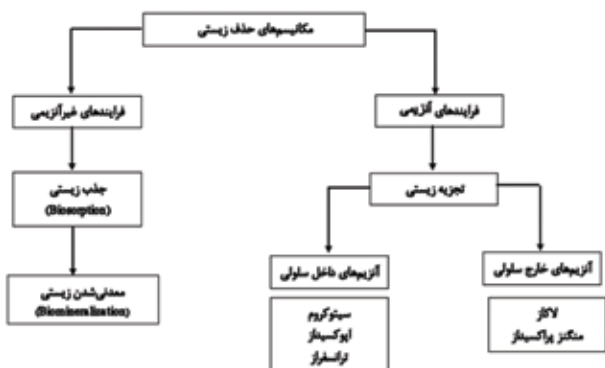 مکانیسم‌های حذف زیستی
فرایندهای غیرآنزیمی
فرایندهای آنزیمی
جذب زیستی
(Biosorption)
تجزیه زیستی
معدنی‌شدن زیستی
(Biomineralization)
آنزیم‌های داخل سلولی
آنزیم‌های خارج سلولی
سیتوکروم
اپوکسیداز
ترانسفراز
لاکاز
منگنز پراکسیداز